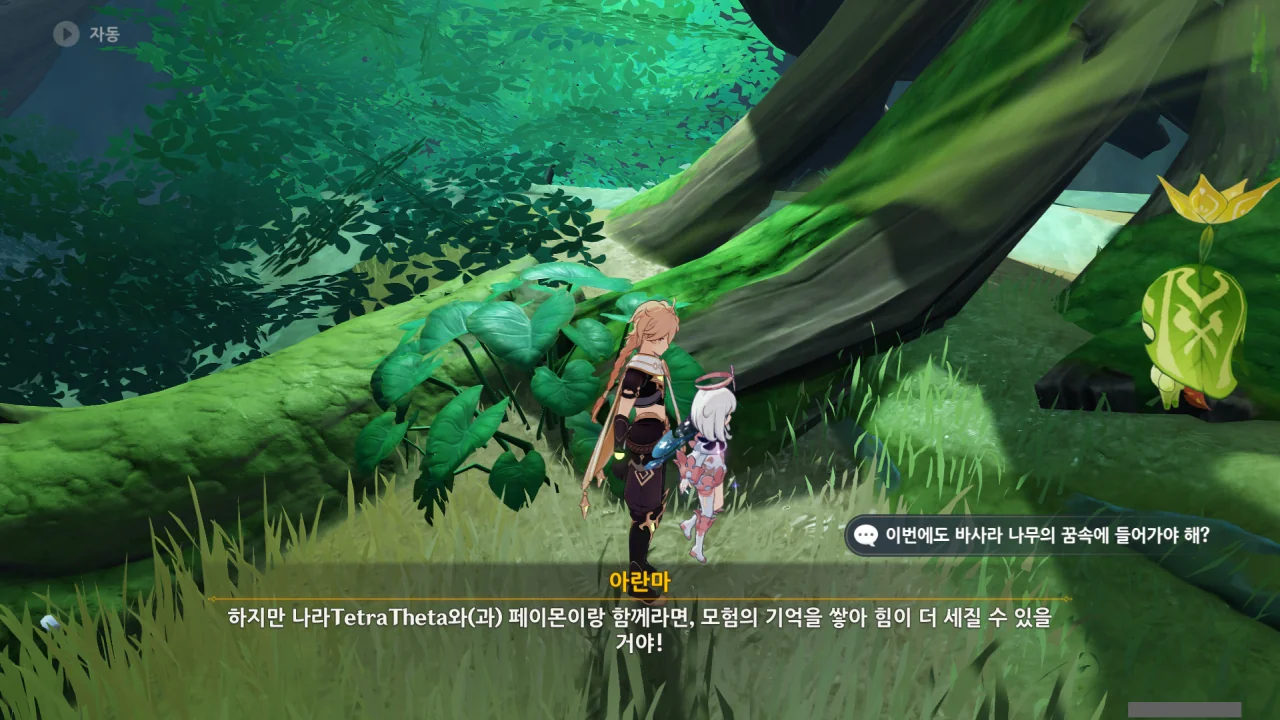 자동
이번에도 바사라 나무의 꿈속에 들어가야 해?
아란마
하지만 나라TetraTheta와(과) 페이몬이랑 함께라면, 모험의 기억을 쌓아 힘이 더 세질 수 있을
거야!